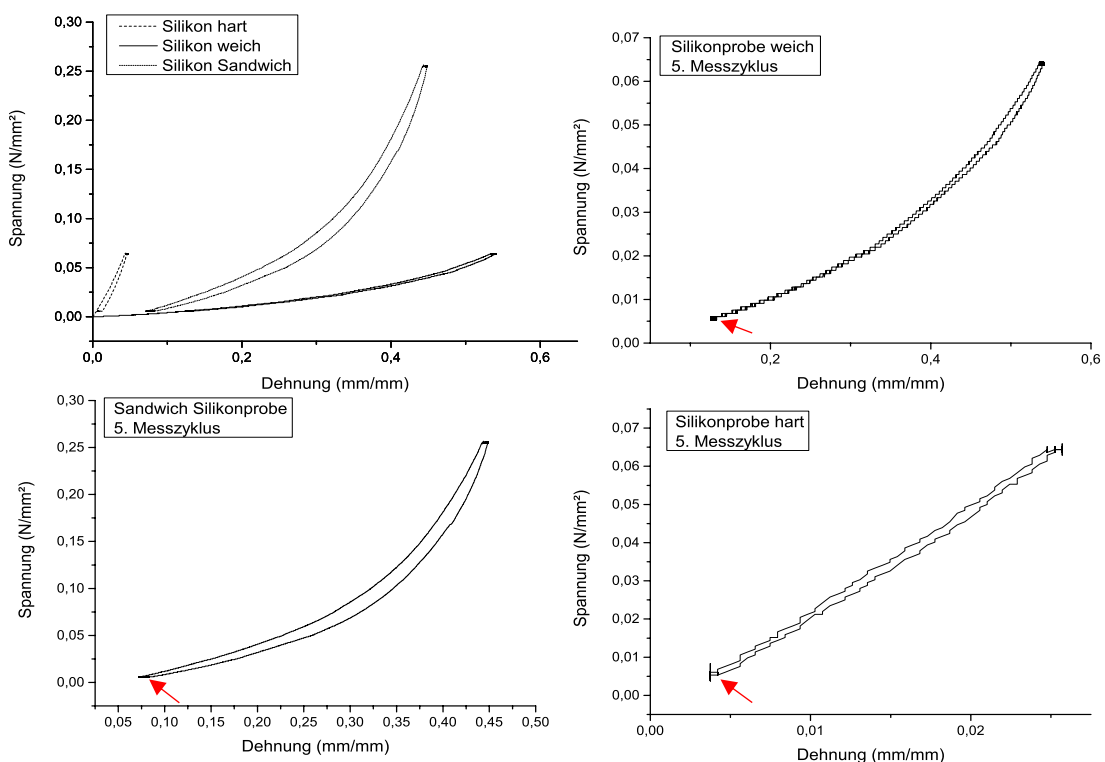 0,30
0,25
0,20
0,15
0,10
0,05
0,00
Spannung (N/mm²)
Silikon hart
Silikon weich
Silikon Sandwich
0,0
0,2
0,4
0,6
Dehnung (mm/mm)
0,07
0,06
0,05
0,04
0,03
0,02
0,01
0,00
Spannung (N/mm²)
Silikonprobe weich
5. Messzyklus
0,2
0,4
0,6
Dehnung (mm/mm)
0,30
0,25
0,20
0,15
0,10
0,05
0,00
Spannung (N/mm²)
Sandwich Silikonprobe
5. Messzyklus
0,05
0,10
0,15
0,20
0,25
0,30
0,35
0,40
0,45
0,50
Dehnung (mm/mm)
0,07
0,06
0,05
0,04
0,03
0,02
0,01
0,00
Spannung (N/mm²)
Silikonprobe hart
5. Messzyklus
0,00
0,01
0,02
Dehnung (mm/mm)